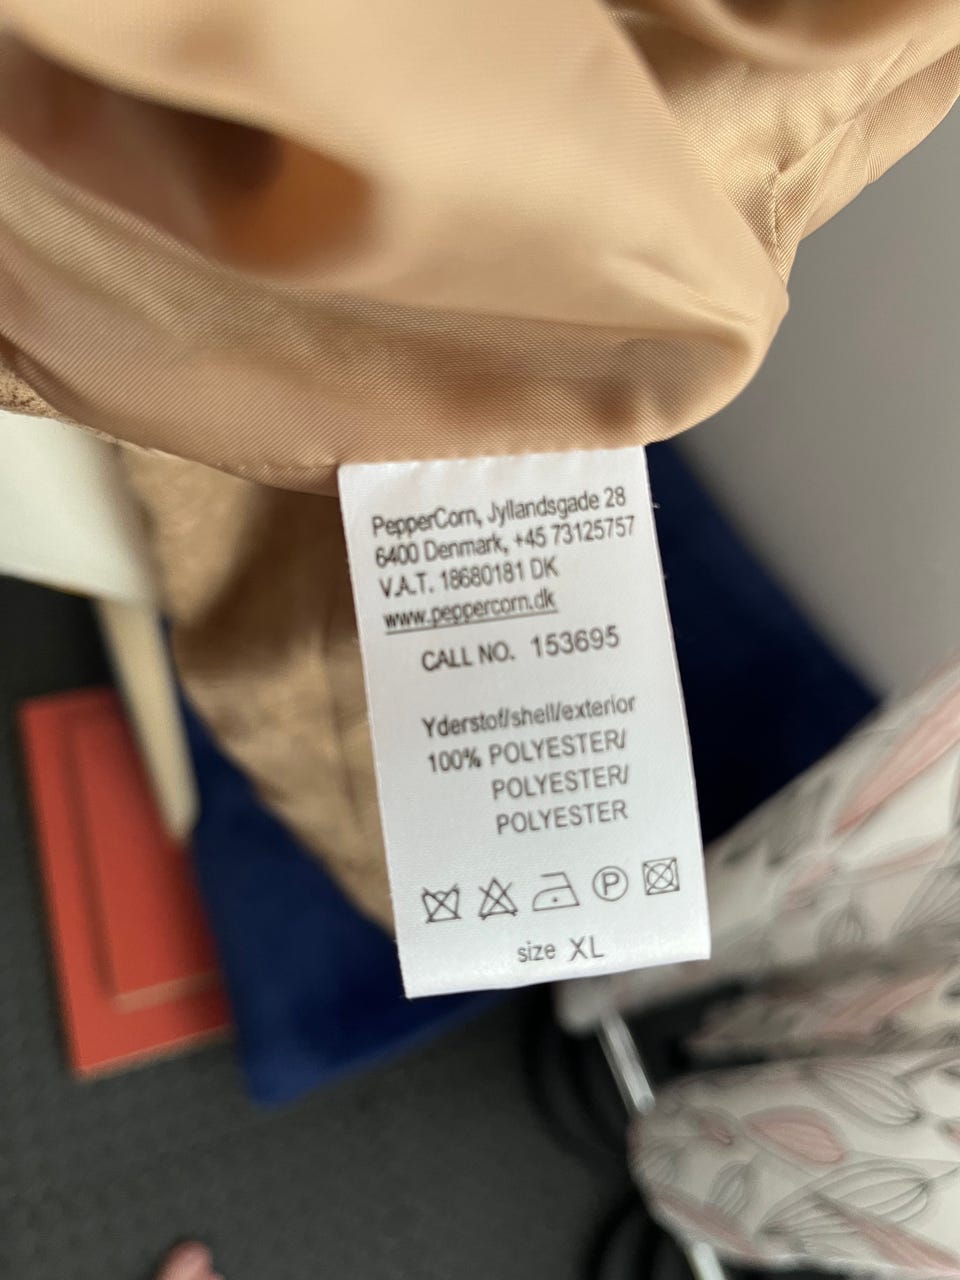 PepperCorn, Jyllandsgade 28
6400 Denmark, +45 73125757
V.A.T. 18680181 DK
www.peppercorn.dk
CALL NO. 153695
Yderstof/shell/exterior
100% POLYESTER/
POLYESTER/
POLYESTER
P
size XL